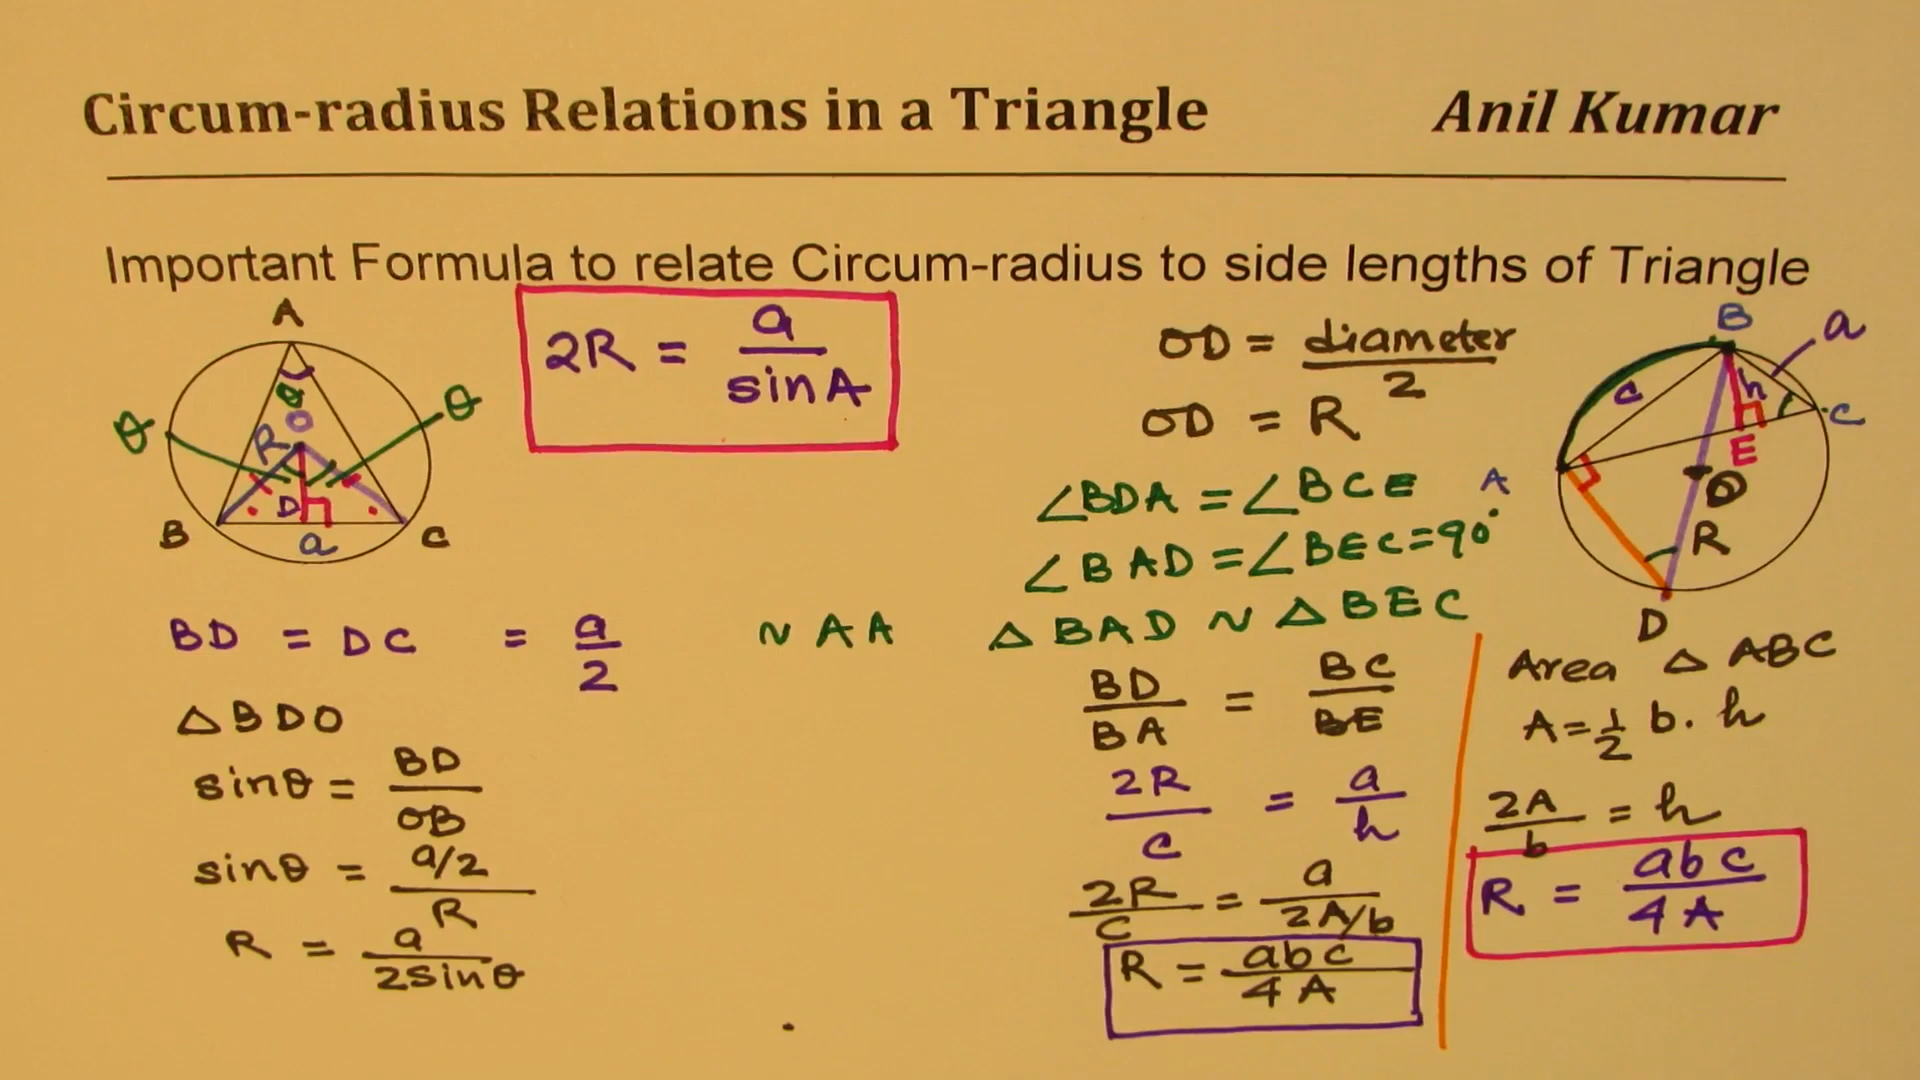 Circum-radius Relations in a Triangle Anil Kumar
Important Formula to relate Circum-radius to side lengths of Triangle
A
θ
O
θ
θ
R
D
B
a
C
2R = a/sinA
BD = DC = a/2
△BDO
sinθ = BD/OB
sinθ = (a/2)/R
R = a/2sinθ
OD = diameter/2
OD = R
∠BDA = ∠BCE
∠BAD = ∠BEC = 90°
~ AA △BAD ~ △BEC
BD/BA = BC/BE
2R/c = a/h
2R/c = a/(2A/b)
R = abc/4A
B
a
c
h
C
E
A
O
R
D
Area △ABC
A = 1/2 b. h
2A/b = h
R = abc/4A